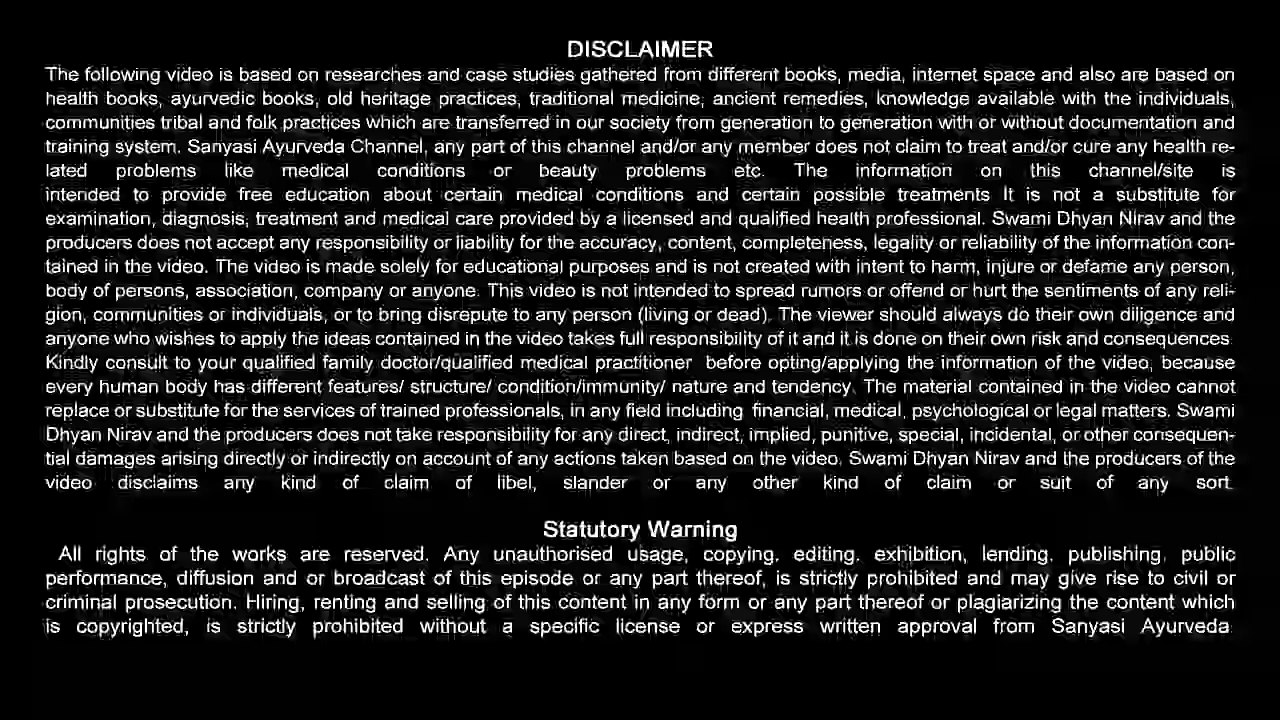 DISCLAIMER
The following video is based on researches and case studies gathered from different books, media, internet space and also are based on
health books, ayurvedic books, old heritage practices, traditional medicine, ancient remedies, knowledge available with the individuals,
communities tribal and folk practices which are transferred in our society from generation to generation with or without documentation and
training system. Sanyasi Ayurveda Channel, any part of this channel and/or any member does not claim to treat and/or cure any health re-
lated problems like medical conditions or beauty problems etc. The information on this channel/site is
intended to provide free education about certain medical conditions and certain possible treatments It is not a substitute for
examination, diagnosis, treatment and medical care provided by a licensed and qualified health professional. Swami Dhyan Nirav and the
producers does not accept any responsibility or liability for the accuracy, content, completeness, legality or reliability of the information con-
tained in the video. The video is made solely for educational purposes and is not created with intent to harm, injure or defame any person,
body of persons, association, company or anyone. This video is not intended to spread rumors or offend or hurt the sentiments of any reli-
gion, communities or individuals, or to bring disrepute to any person (living or dead). The viewer should always do their own diligence and
anyone who wishes to apply the ideas contained in the video takes full responsibility of it and it is done on their own risk and consequences.
Kindly consult to your qualified family doctor/qualified medical practitioner before opting/applying the information of the video, because
every human body has different features/ structure/ condition/immunity/ nature and tendency. The material contained in the video cannot
replace or substitute for the services of trained professionals, in any field including financial, medical, psychological or legal matters. Swami
Dhyan Nirav and the producers does not take responsibility for any direct, indirect, implied, punitive, special, incidental, or other consequen-
tial damages arising directly or indirectly on account of any actions taken based on the video. Swami Dhyan Nirav and the producers of the
video disclaims any kind of claim of libel, slander or any other kind of claim or suit of any sort.
Statutory Warning
All rights of the works are reserved. Any unauthorised usage, copying. editing. exhibition, lending, publishing, public
performance, diffusion and or broadcast of this episode or any part thereof, is strictly prohibited and may give rise to civil or
criminal prosecution. Hiring, renting and selling of this content in any form or any part thereof or plagiarizing the content which
is copyrighted, is strictly prohibited without a specific license or express written approval from Sanyasi Ayurveda.